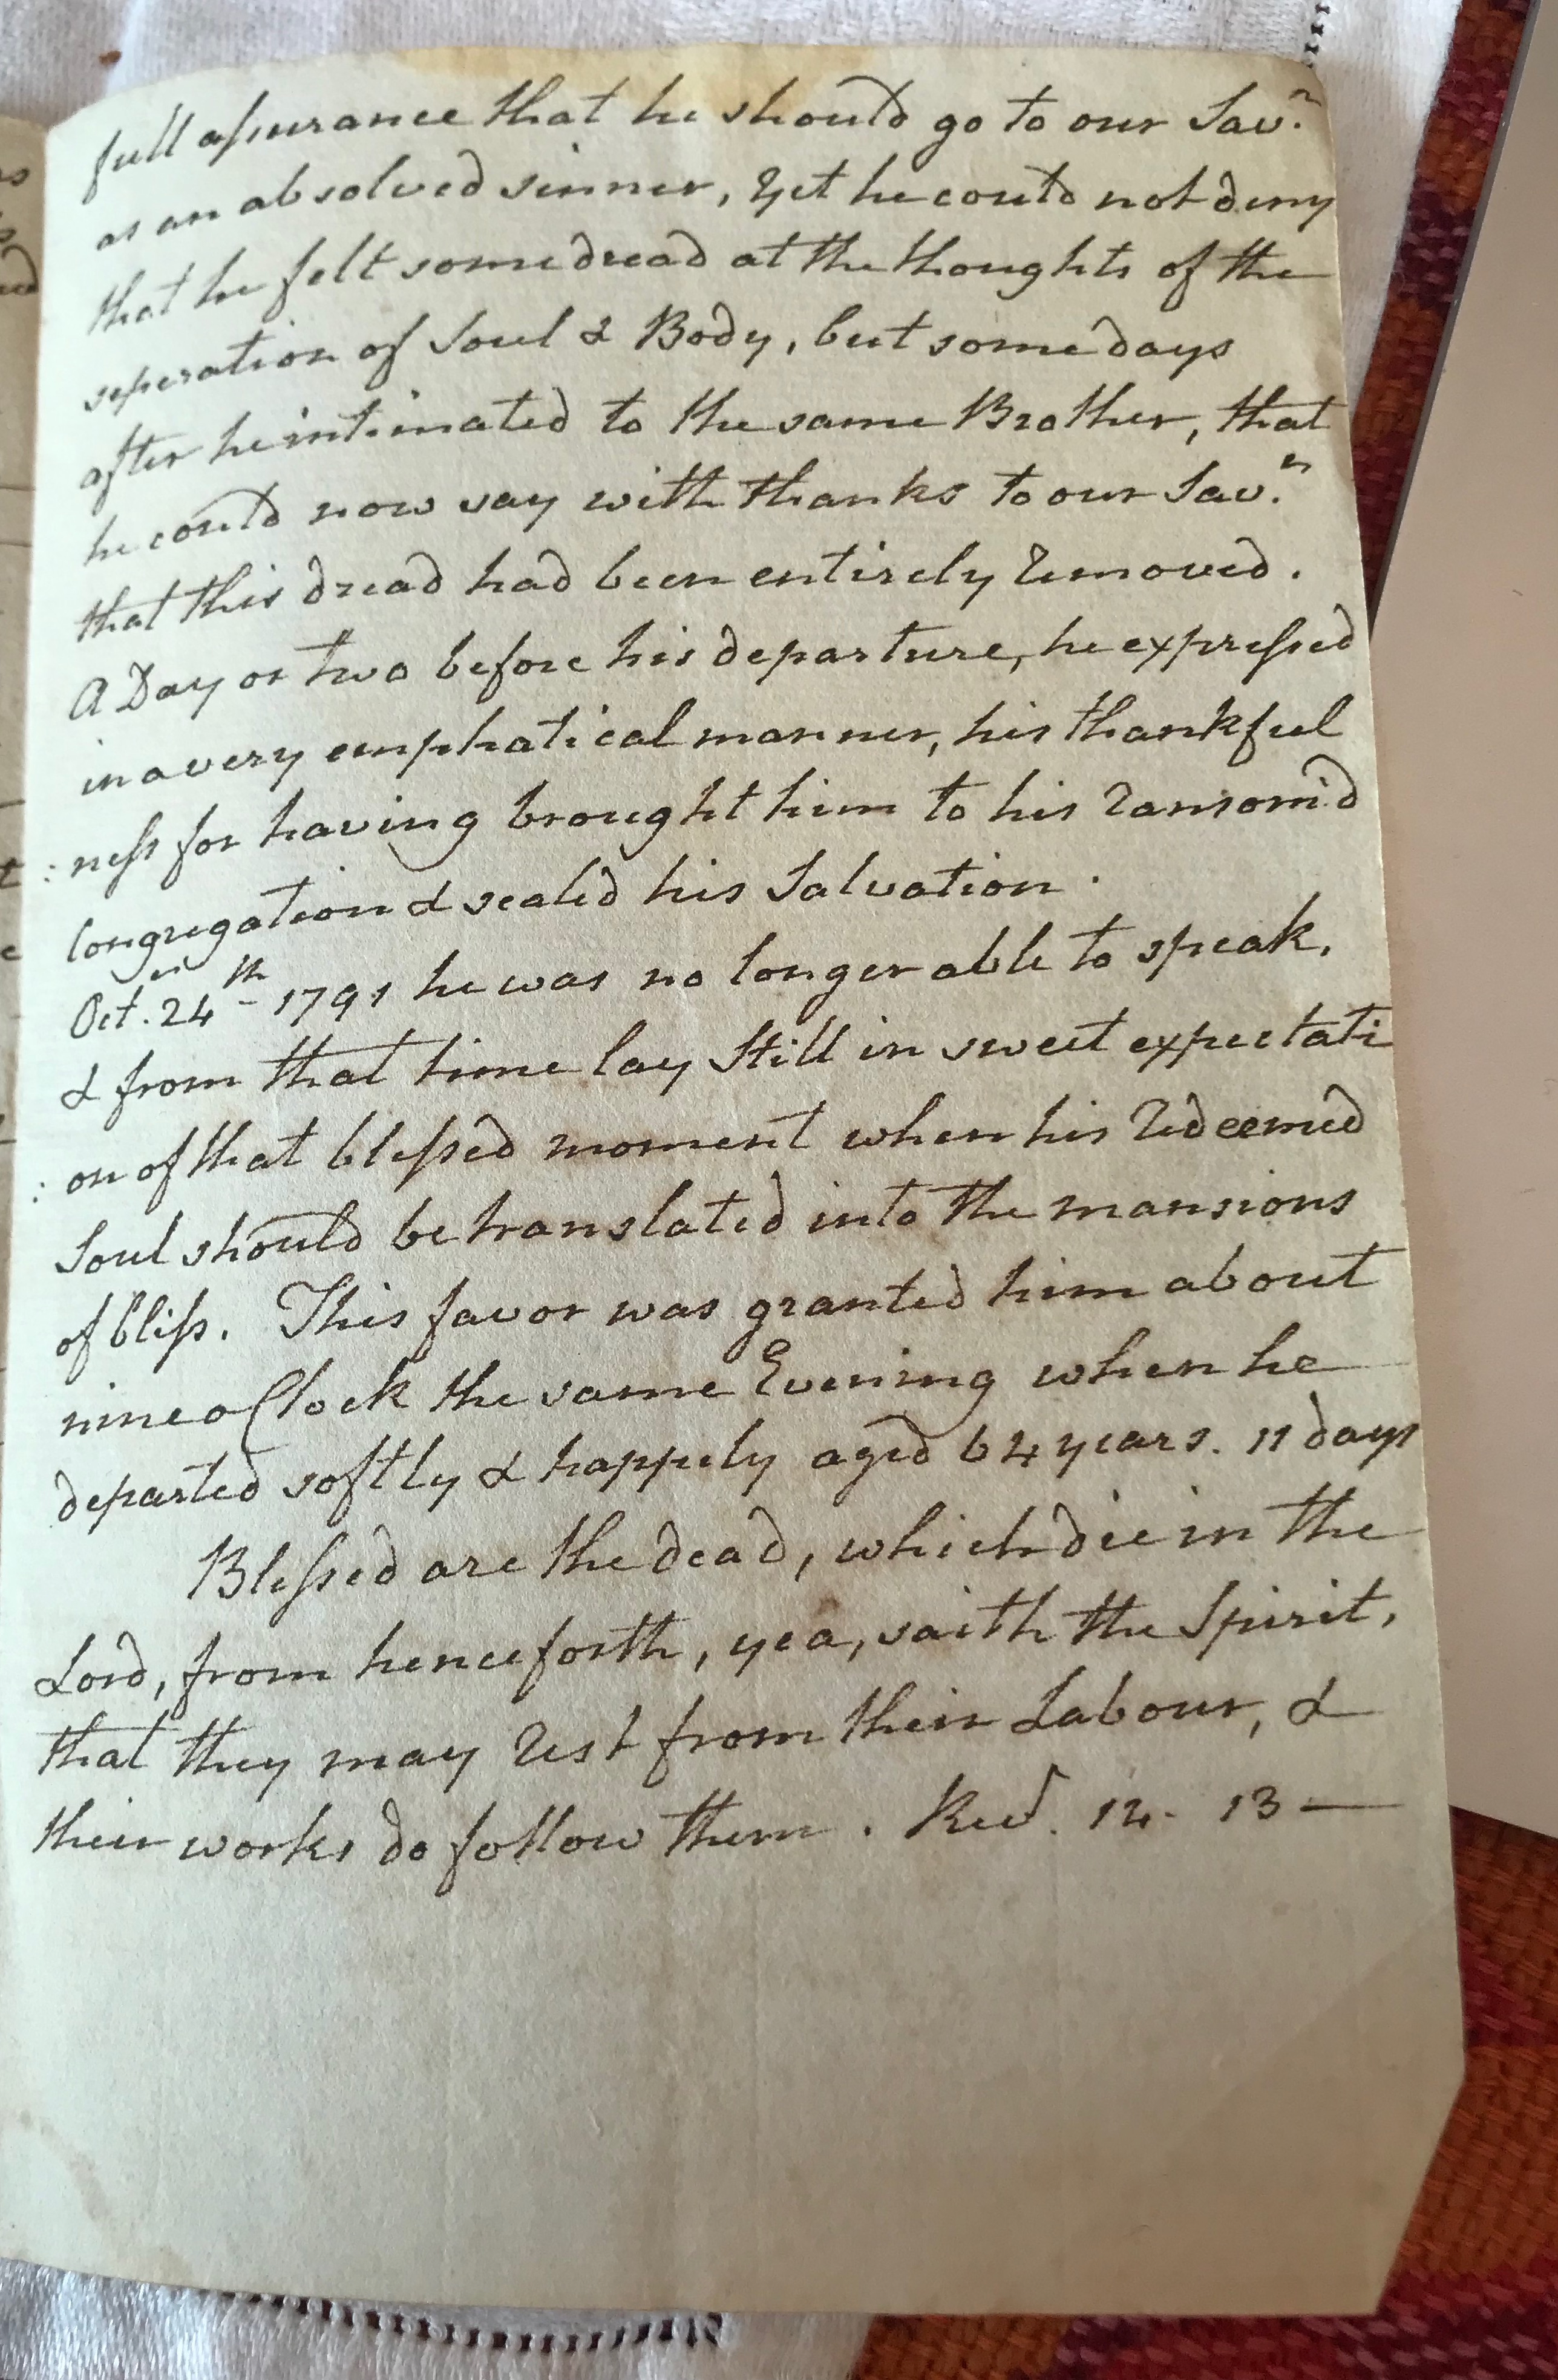 full assurance that he should go to our Sav.r
as an absolved sinner, Yet he could not deny
that he felt some dread at the thoughts of the
seperation of Soul & Body, but some days
after he intimated to the same Brother, that
he could now say with thanks to our Sav.r
that this dread had been entirely removed.
A Day or two before his departure, he expressed
in a very emphatical manner, his thankful
:ness for having brought him to his ransom'd
Congregation & sealed his Salvation.
Oct. 24th 1791 he was no longer able to speak,
& from that time lay still in sweet expectati
:on of that blessed moment when his redeemed
Soul should be translated into the mansions
of bliss. This favor was granted him about
nine o Clock the same Evening when he
departed softly & happily aged 64 years. 11 days
Blessed are the dead, which die in the
Lord, from henceforth, yea, saith the Spirit,
that they may rest from their Labour, &
their works do follow them. Revl. 14- 13 —